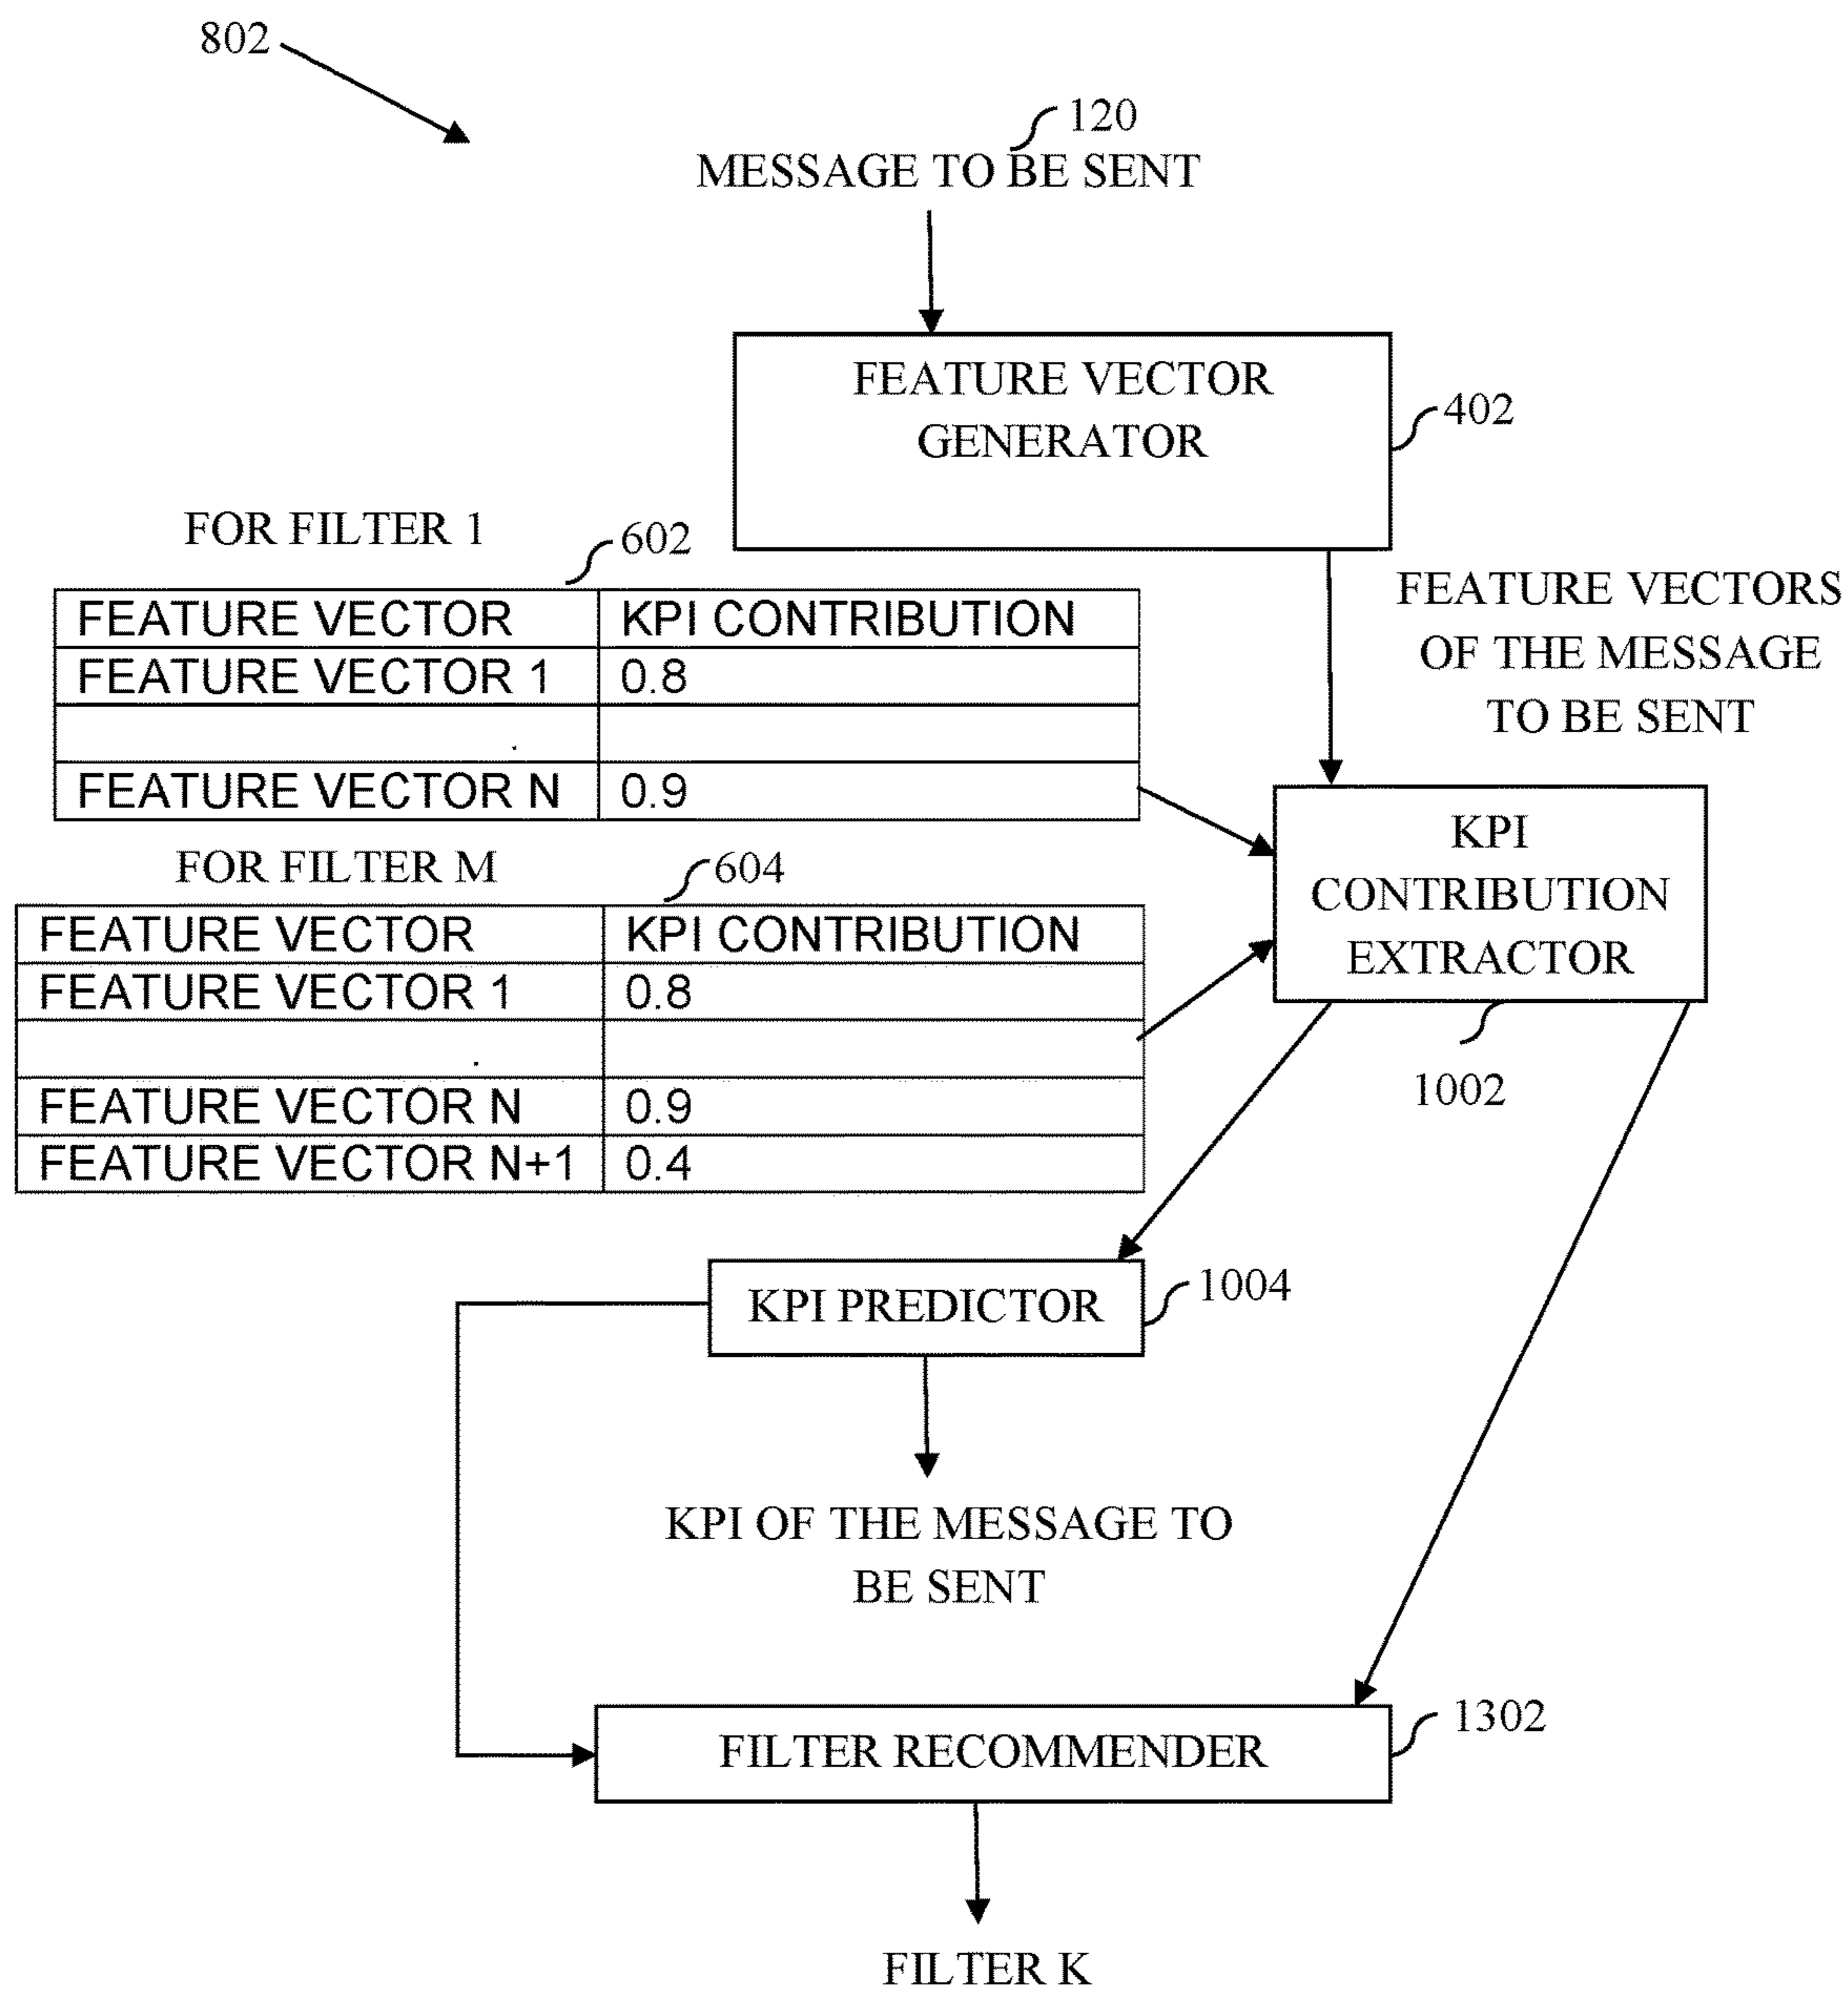 802
120
MESSAGE TO BE SENT
FEATURE VECTOR
GENERATOR
402
FOR FILTER 1
602
FEATURE VECTOR KPI CONTRIBUTION
FEATURE VECTOR 1 0.8
.
FEATURE VECTOR N 0.9
FEATURE VECTORS
OF THE MESSAGE
TO BE SENT
FOR FILTER M
604
FEATURE VECTOR KPI CONTRIBUTION
FEATURE VECTOR 1 0.8
.
FEATURE VECTOR N 0.9
FEATURE VECTOR N+1 0.4
KPI
CONTRIBUTION
EXTRACTOR
1002
KPI PREDICTOR
1004
KPI OF THE MESSAGE TO
BE SENT
FILTER RECOMMENDER
1302
FILTER K